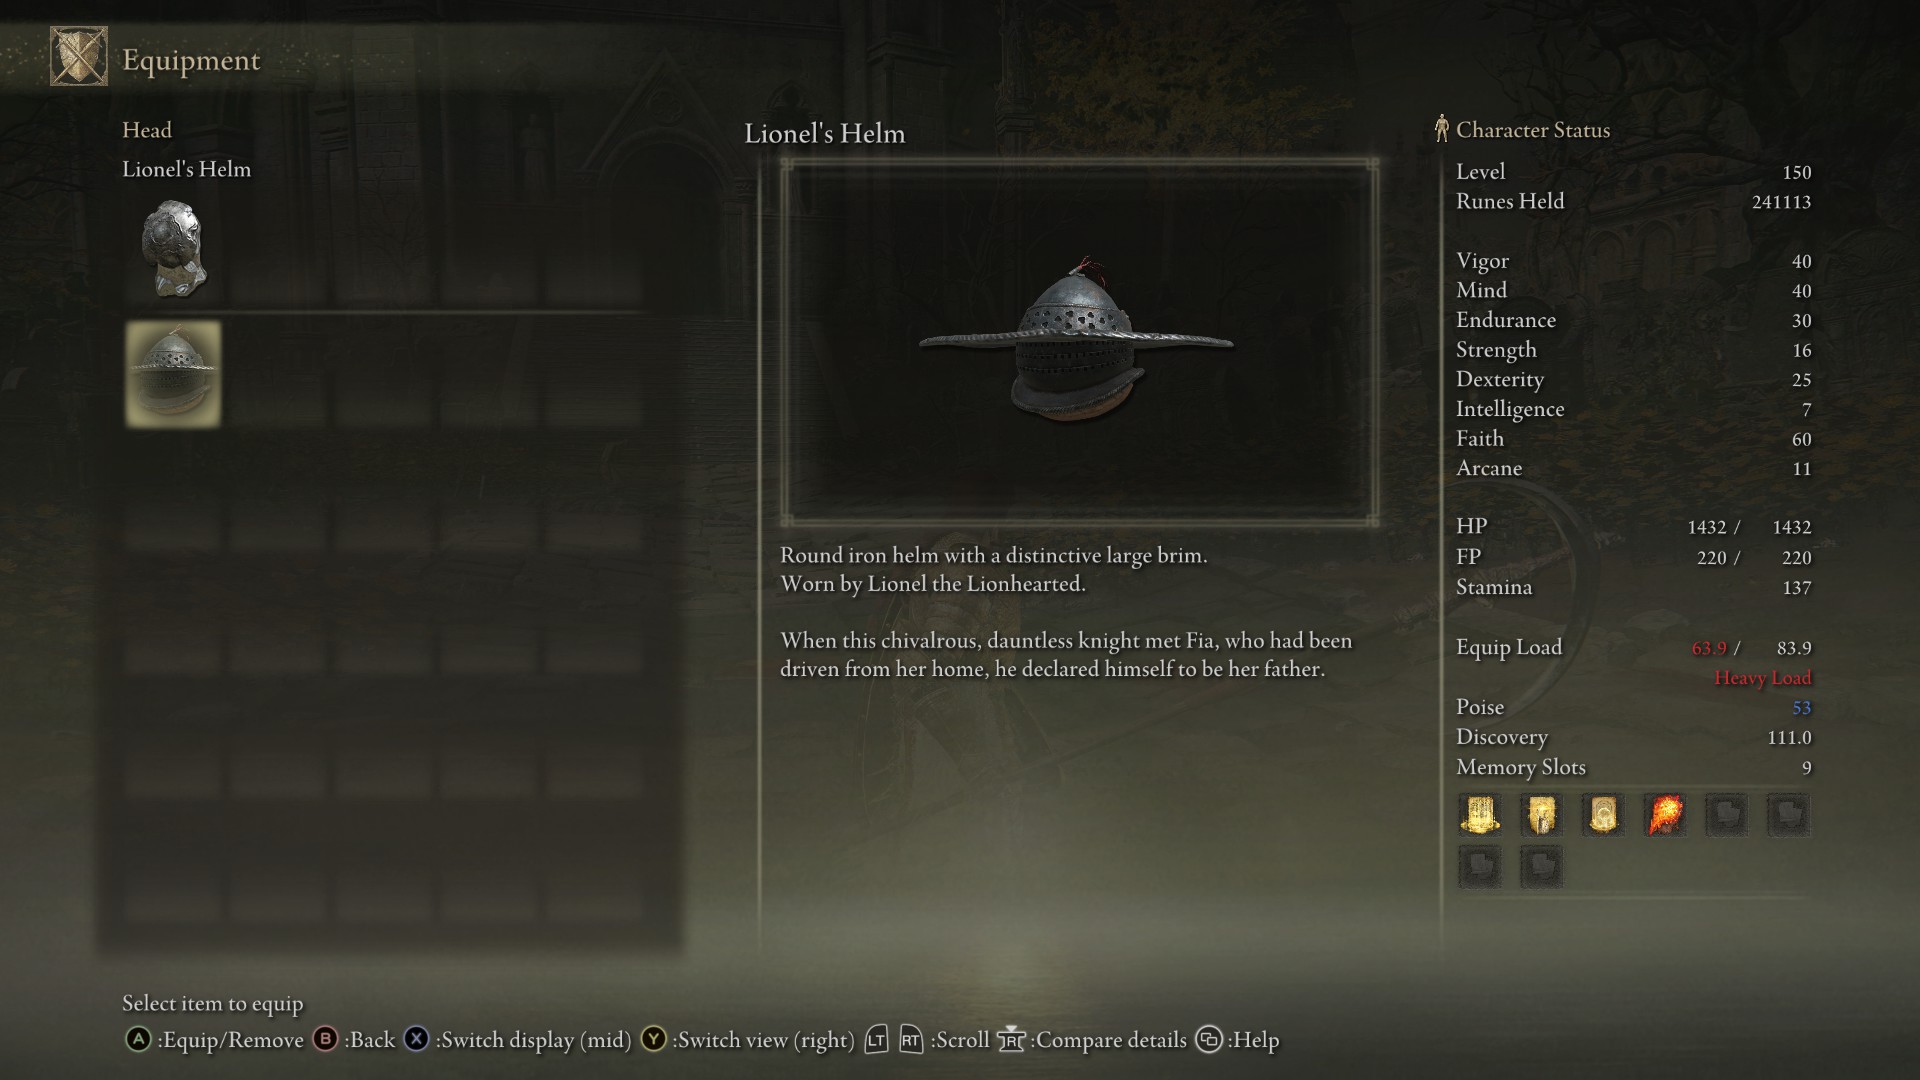 Equipment
Head
Lionel's Helm
Lionel's Helm
Round iron helm with a distinctive large brim.
Worn by Lionel the Lionhearted.
When this chivalrous, dauntless knight met Fia, who had been
driven from her home, he declared himself to be her father.
Character Status
Level 150
Runes Held 241113
Vigor 40
Mind 40
Endurance 30
Strength 16
Dexterity 25
Intelligence 7
Faith 60
Arcane 11
HP 1432 / 1432
FP 220 / 220
Stamina 137
Equip Load 63.9 / 83.9
Heavy Load
Poise 53
Discovery 111.0
Memory Slots 9
Select item to equip
A :Equip/Remove B :Back X :Switch display (mid) Y :Switch view (right) LT RT :Scroll R :Compare details :Help